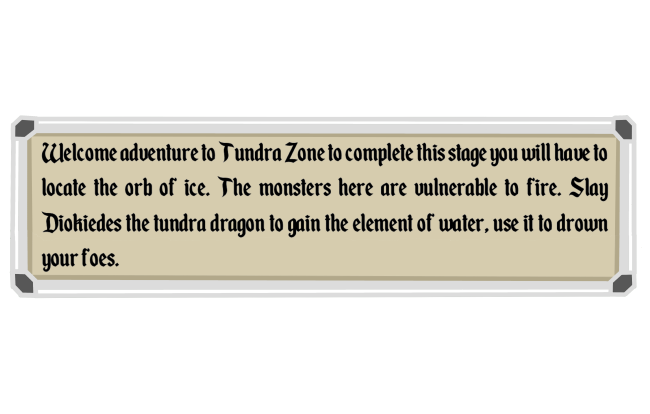 Welcome adventure to Tundra Zone to complete this stage you will have to
locate the orb of ice. The monsters here are vulnerable to fire. Slay
Diokiedes the tundra dragon to gain the element of water, use it to drown
your foes.